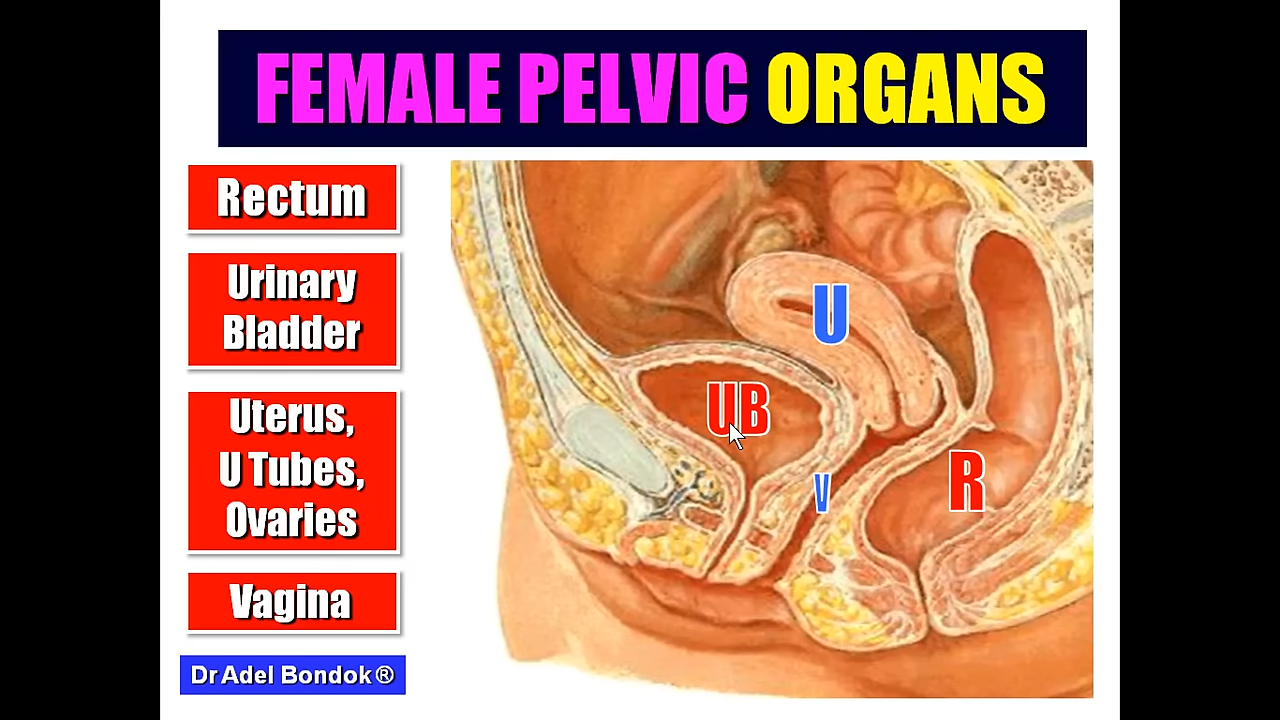 FEMALE PELVIC ORGANS
Rectum
Urinary
Bladder
Uterus,
U Tubes,
Ovaries
Vagina
Dr Adel Bondok ®
U
UB
V
R